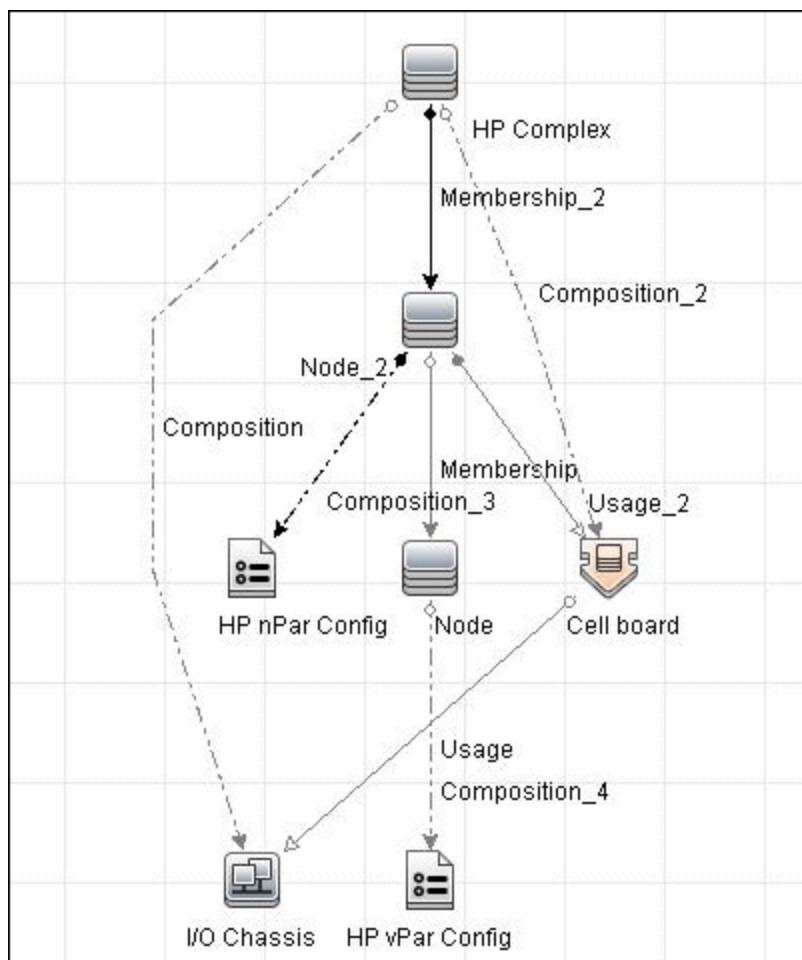 HP Complex
Membership_2
Composition_2
Node_2
Composition
Membership
Composition_3
Usage_2
HP nPar Config
Node
Cell board
Usage
Composition_4
I/O Chassis
HP vPar Config